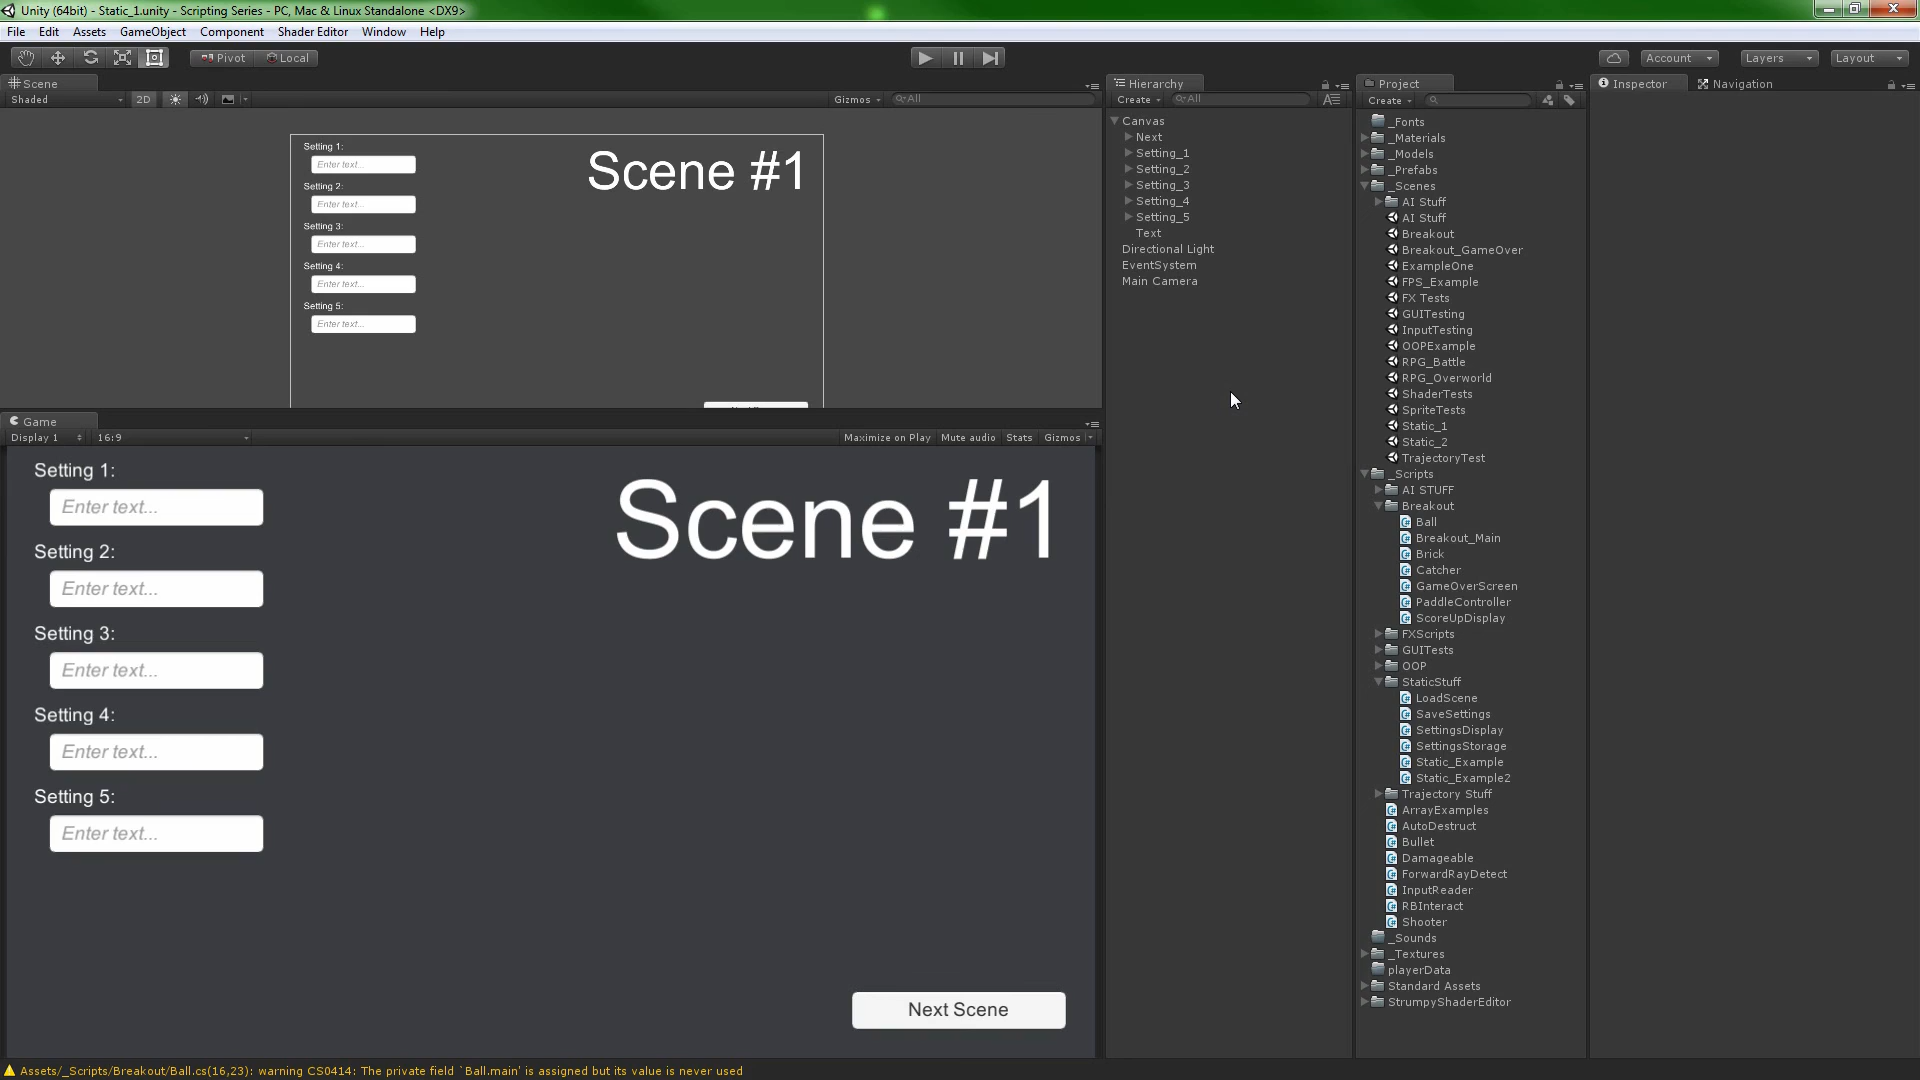 Unity (64bit) - Static_1.unity - Scripting Series - PC, Mac & Linux Standalone <DX9>
File Edit Assets GameObject Component Shader Editor Window Help
Pivot Local Account Layers Layout
Scene
Shaded 2D Gizmos All
Setting 1:
Enter text...
Setting 2:
Enter text...
Setting 3:
Enter text...
Setting 4:
Enter text...
Setting 5:
Enter text...
Scene #1
Game
Display 1 16:9 Maximize on Play Mute audio Stats Gizmos
Setting 1:
Enter text...
Setting 2:
Enter text...
Setting 3:
Enter text...
Setting 4:
Enter text...
Setting 5:
Enter text...
Scene #1
Next Scene
Hierarchy
Create All
Canvas
Next
Setting_1
Setting_2
Setting_3
Setting_4
Setting_5
Text
Directional Light
EventSystem
Main Camera
Project
Create
_Fonts
_Materials
_Models
_Prefabs
_Scenes
AI Stuff
AI Stuff
Breakout
Breakout_GameOver
ExampleOne
FPS_Example
FX Tests
GUITesting
InputTesting
OOPExample
RPG_Battle
RPG_Overworld
ShaderTests
SpriteTests
Static_1
Static_2
TrajectoryTest
_Scripts
AI STUFF
Breakout
Ball
Breakout_Main
Brick
Catcher
GameOverScreen
PaddleController
ScoreUpDisplay
FXScripts
GUITests
OOP
StaticStuff
LoadScene
SaveSettings
SettingsDisplay
SettingsStorage
Static_Example
Static_Example2
Trajectory Stuff
ArrayExamples
AutoDestruct
Bullet
Damageable
ForwardRayDetect
InputReader
RBInteract
Shooter
_Sounds
_Textures
playerData
Standard Assets
StrumpyShaderEditor
Inspector Navigation
Assets/_Scripts/Breakout/Ball.cs(16,23): warning CS0414: The private field `Ball.main' is assigned but its value is never used